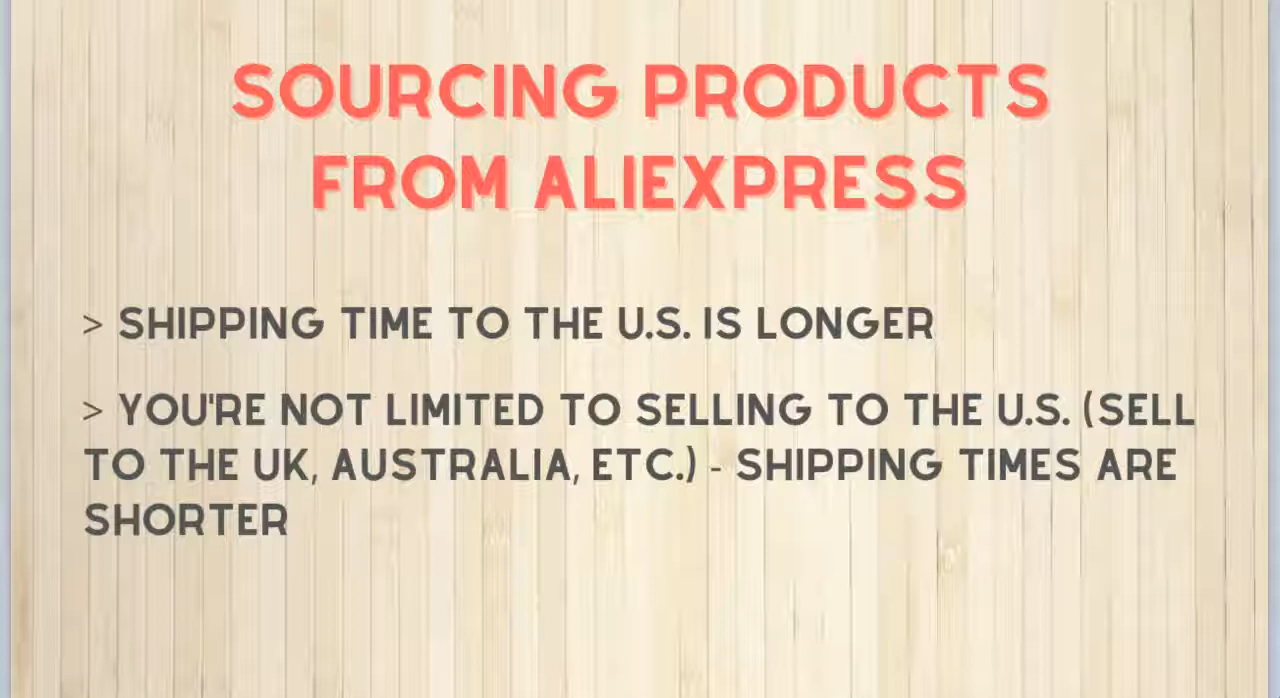 SOURCING PRODUCTS
FROM ALIEXPRESS
> SHIPPING TIME TO THE U.S. IS LONGER
> YOU'RE NOT LIMITED TO SELLING TO THE U.S. (SELL
TO THE UK, AUSTRALIA, ETC.) - SHIPPING TIMES ARE
SHORTER